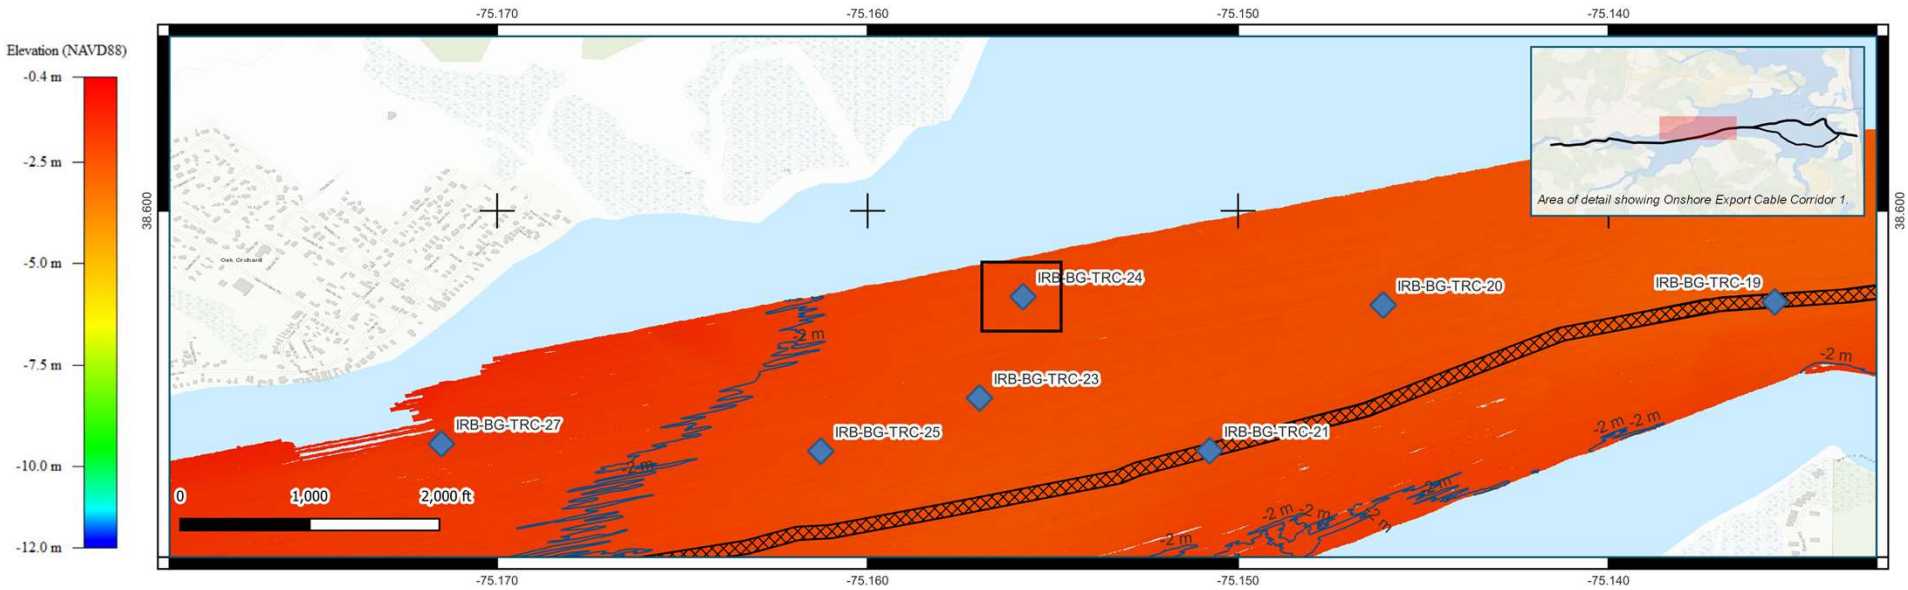 -75.170
-75.160
-75.150
-75.140
Elevation (NAVD88)
-0.4 m
-2.5 m
-5.0 m
-7.5 m
-10.0 m
-12.0 m
38.600
38.600
Area of detail showing Onshore Export Cable Corridor 1.
Oak Orchard
IRB-BG-TRC-24
IRB-BG-TRC-20
IRB-BG-TRC-19
-2 m
-2 m
IRB-BG-TRC-23
IRB-BG-TRC-27
IRB-BG-TRC-25
IRB-BG-TRC-21
-2 m
-2 m
-2 m
-2 m
-2 m
-2 m
-2 m
-2 m
0
1,000
2,000 ft
-75.170
-75.160
-75.150
-75.140